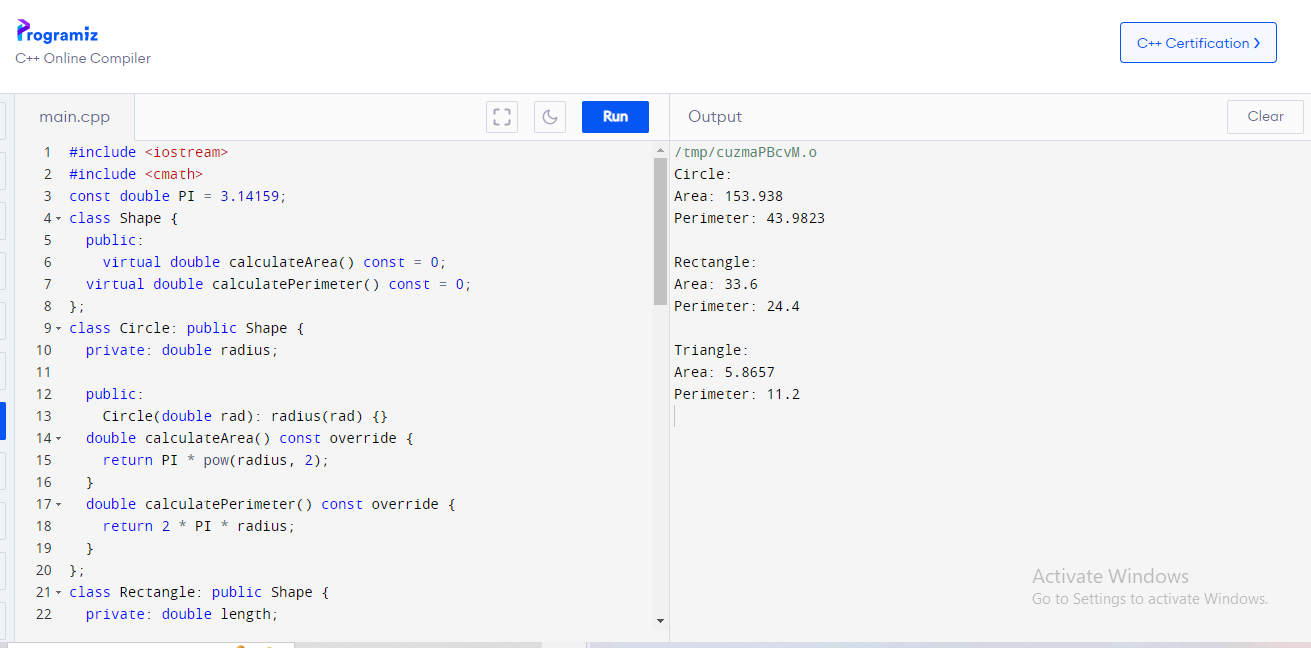 Programiz
C++ Online Compiler
C++ Certification ❯
main.cpp
Run
Output
Clear
1 #include <iostream>
2 #include <cmath>
3 const double PI = 3.14159;
4 class Shape {
5   public:
6     virtual double calculateArea() const = 0;
7   virtual double calculatePerimeter() const = 0;
8 };
9 class Circle: public Shape {
10   private: double radius;
11
12   public:
13     Circle(double rad): radius(rad) {}
14   double calculateArea() const override {
15     return PI * pow(radius, 2);
16   }
17   double calculatePerimeter() const override {
18     return 2 * PI * radius;
19   }
20 };
21 class Rectangle: public Shape {
22   private: double length;
/tmp/cuzmaPBcvM.o
Circle:
Area: 153.938
Perimeter: 43.9823
Rectangle:
Area: 33.6
Perimeter: 24.4
Triangle:
Area: 5.8657
Perimeter: 11.2
Activate Windows
Go to Settings to activate Windows.